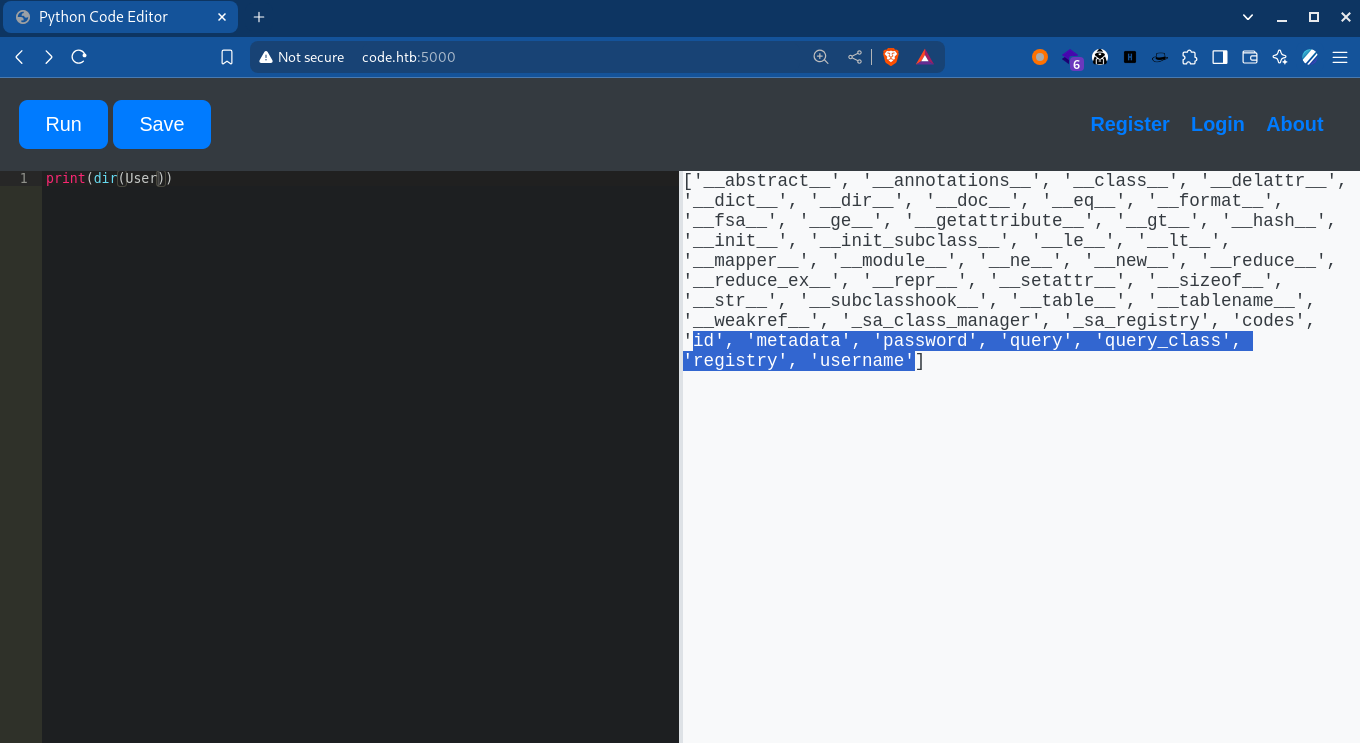 Python Code Editor
Not secure code.htb:5000
6
H
Run Save Register Login About
1 print(dir(User))
['__abstract__', '__annotations__', '__class__', '__delattr__',
'__dict__', '__dir__', '__doc__', '__eq__', '__format__',
'__fsa__', '__ge__', '__getattribute__', '__gt__', '__hash__',
'__init__', '__init_subclass__', '__le__', '__lt__',
'__mapper__', '__module__', '__ne__', '__new__', '__reduce__',
'__reduce_ex__', '__repr__', '__setattr__', '__sizeof__',
'__str__', '__subclasshook__', '__table__', '__tablename__',
'__weakref__', '_sa_class_manager', '_sa_registry', 'codes',
'id', 'metadata', 'password', 'query', 'query_class',
'registry', 'username']